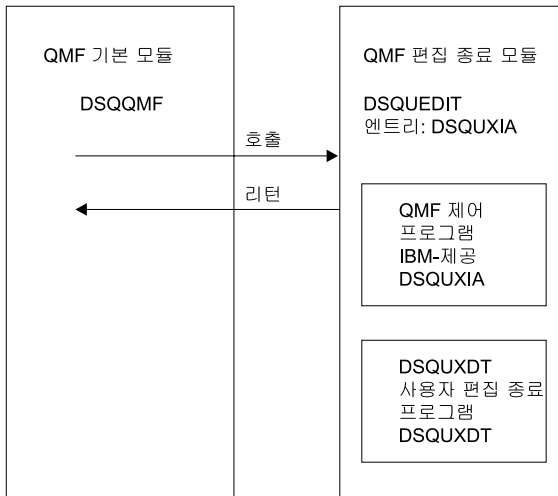 QMF 기본 모듈
DSQQMF
호출
리턴
QMF 편집 종료 모듈
DSQUEDIT
엔트리: DSQUXIA
QMF 제어
프로그램
IBM-제공
DSQUXIA
DSQUXDT
사용자 편집 종료
프로그램
DSQUXDT